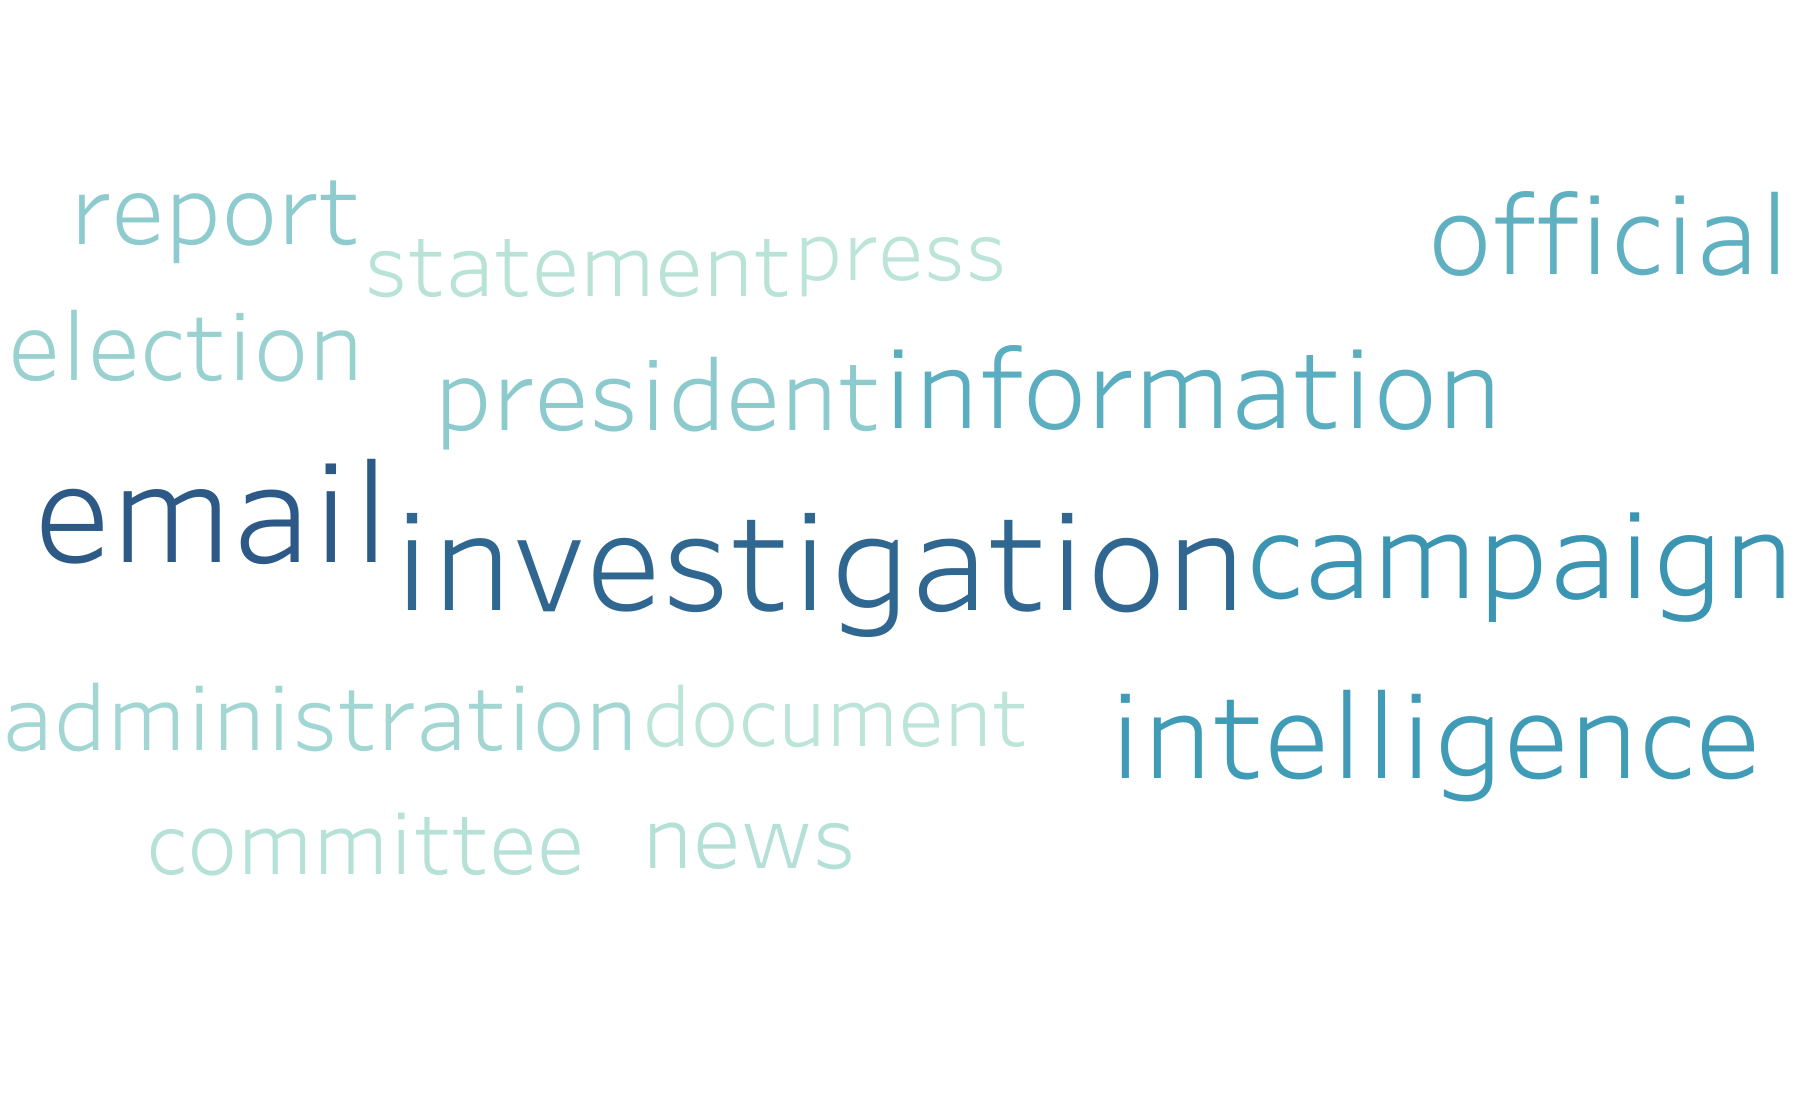 report official
statement press
election
president information
email
investigation campaign
administration document intelligence
committee news